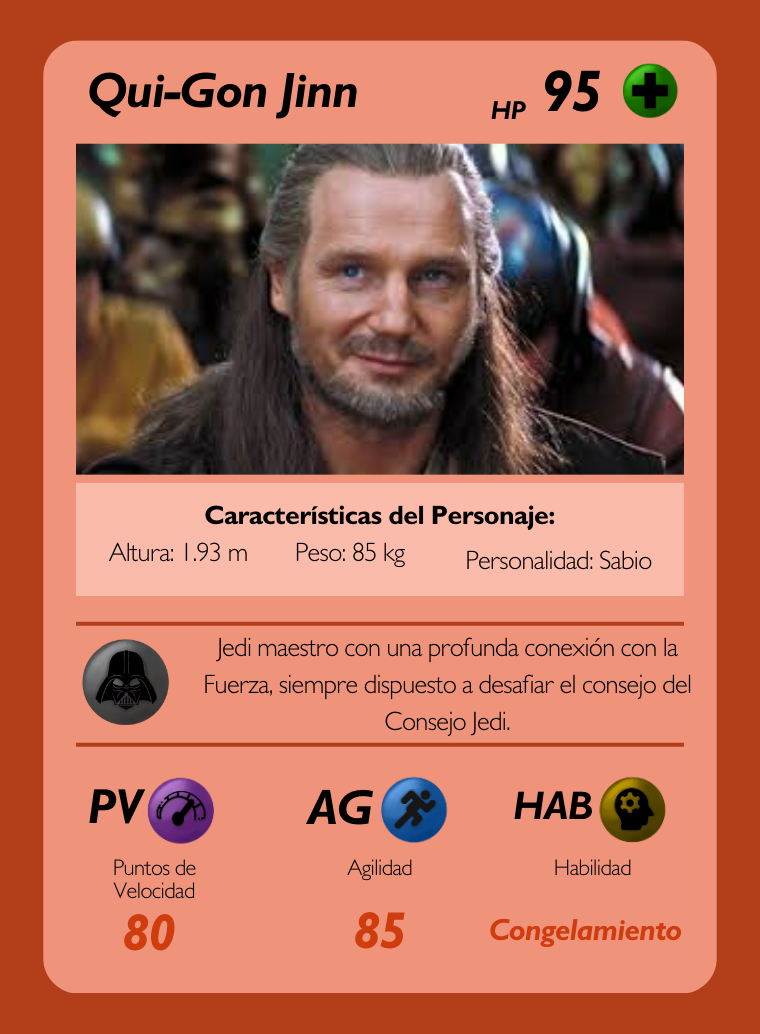 Qui-Gon Jinn
HP 95
Características del Personaje:
Altura: 1.93 m Peso: 85 kg Personalidad: Sabio
Jedi maestro con una profunda conexión con la
Fuerza, siempre dispuesto a desafiar el consejo del
Consejo Jedi.
PV AG HAB
Puntos de Agilidad Habilidad
Velocidad
80 85 Congelamiento